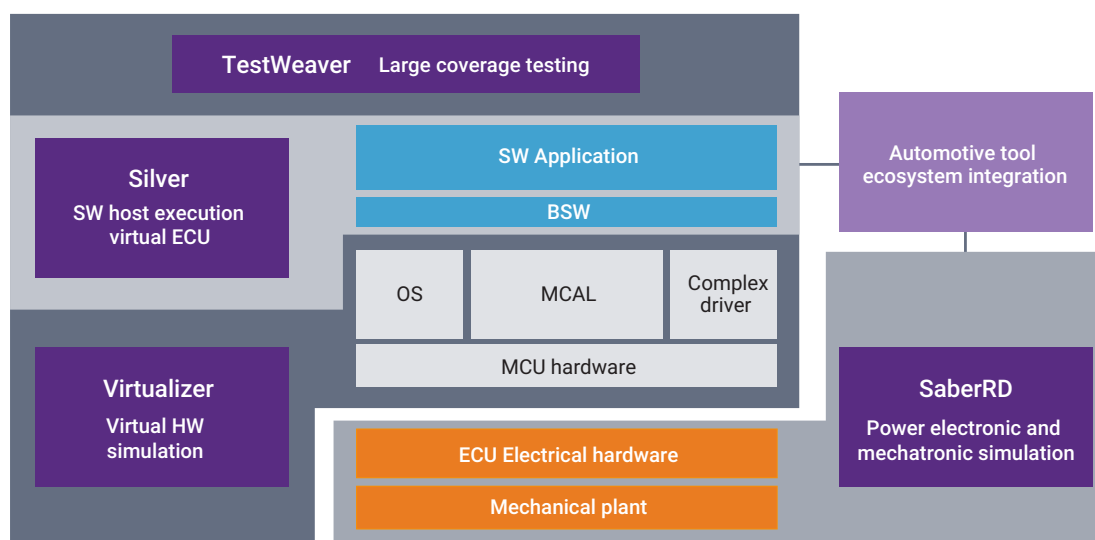 TestWeaver Large coverage testing
Silver
SW host execution
virtual ECU
SW Application
BSW
Automotive tool
ecosystem integration
OS
MCAL
Complex
driver
MCU hardware
Virtualizer
Virtual HW
simulation
SaberRD
Power electronic and
mechatronic simulation
ECU Electrical hardware
Mechanical plant